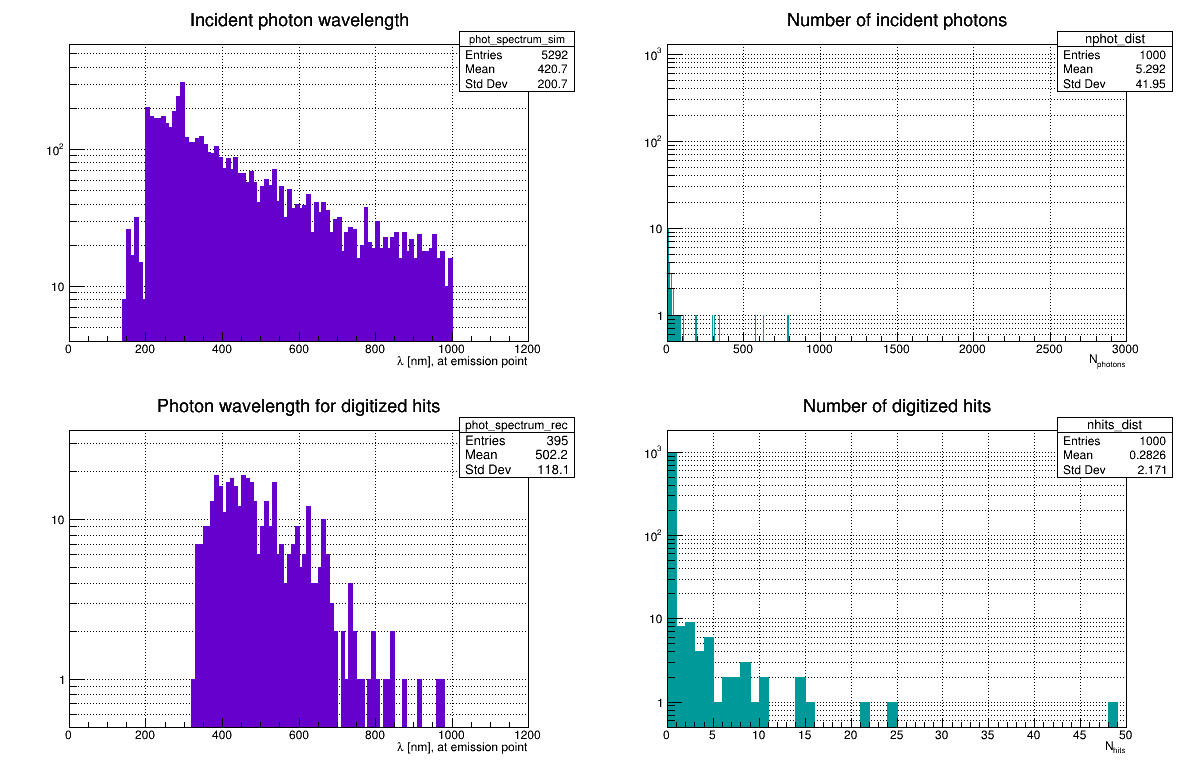 Incident photon wavelength
phot_spectrum_sim
Entries 5292
Mean 420.7
Std Dev 200.7
10²
10
0 200 400 600 800 1000 1200
λ [nm], at emission point
Number of incident photons
nphot_dist
Entries 1000
Mean 5.292
Std Dev 41.95
10³
10²
10
1
0 500 1000 1500 2000 2500 3000
N_photons
Photon wavelength for digitized hits
phot_spectrum_rec
Entries 395
Mean 502.2
Std Dev 118.1
10
1
0 200 400 600 800 1000 1200
λ [nm], at emission point
Number of digitized hits
nhits_dist
Entries 1000
Mean 0.2826
Std Dev 2.171
10³
10²
10
1
0 5 10 15 20 25 30 35 40 45 50
N_hits